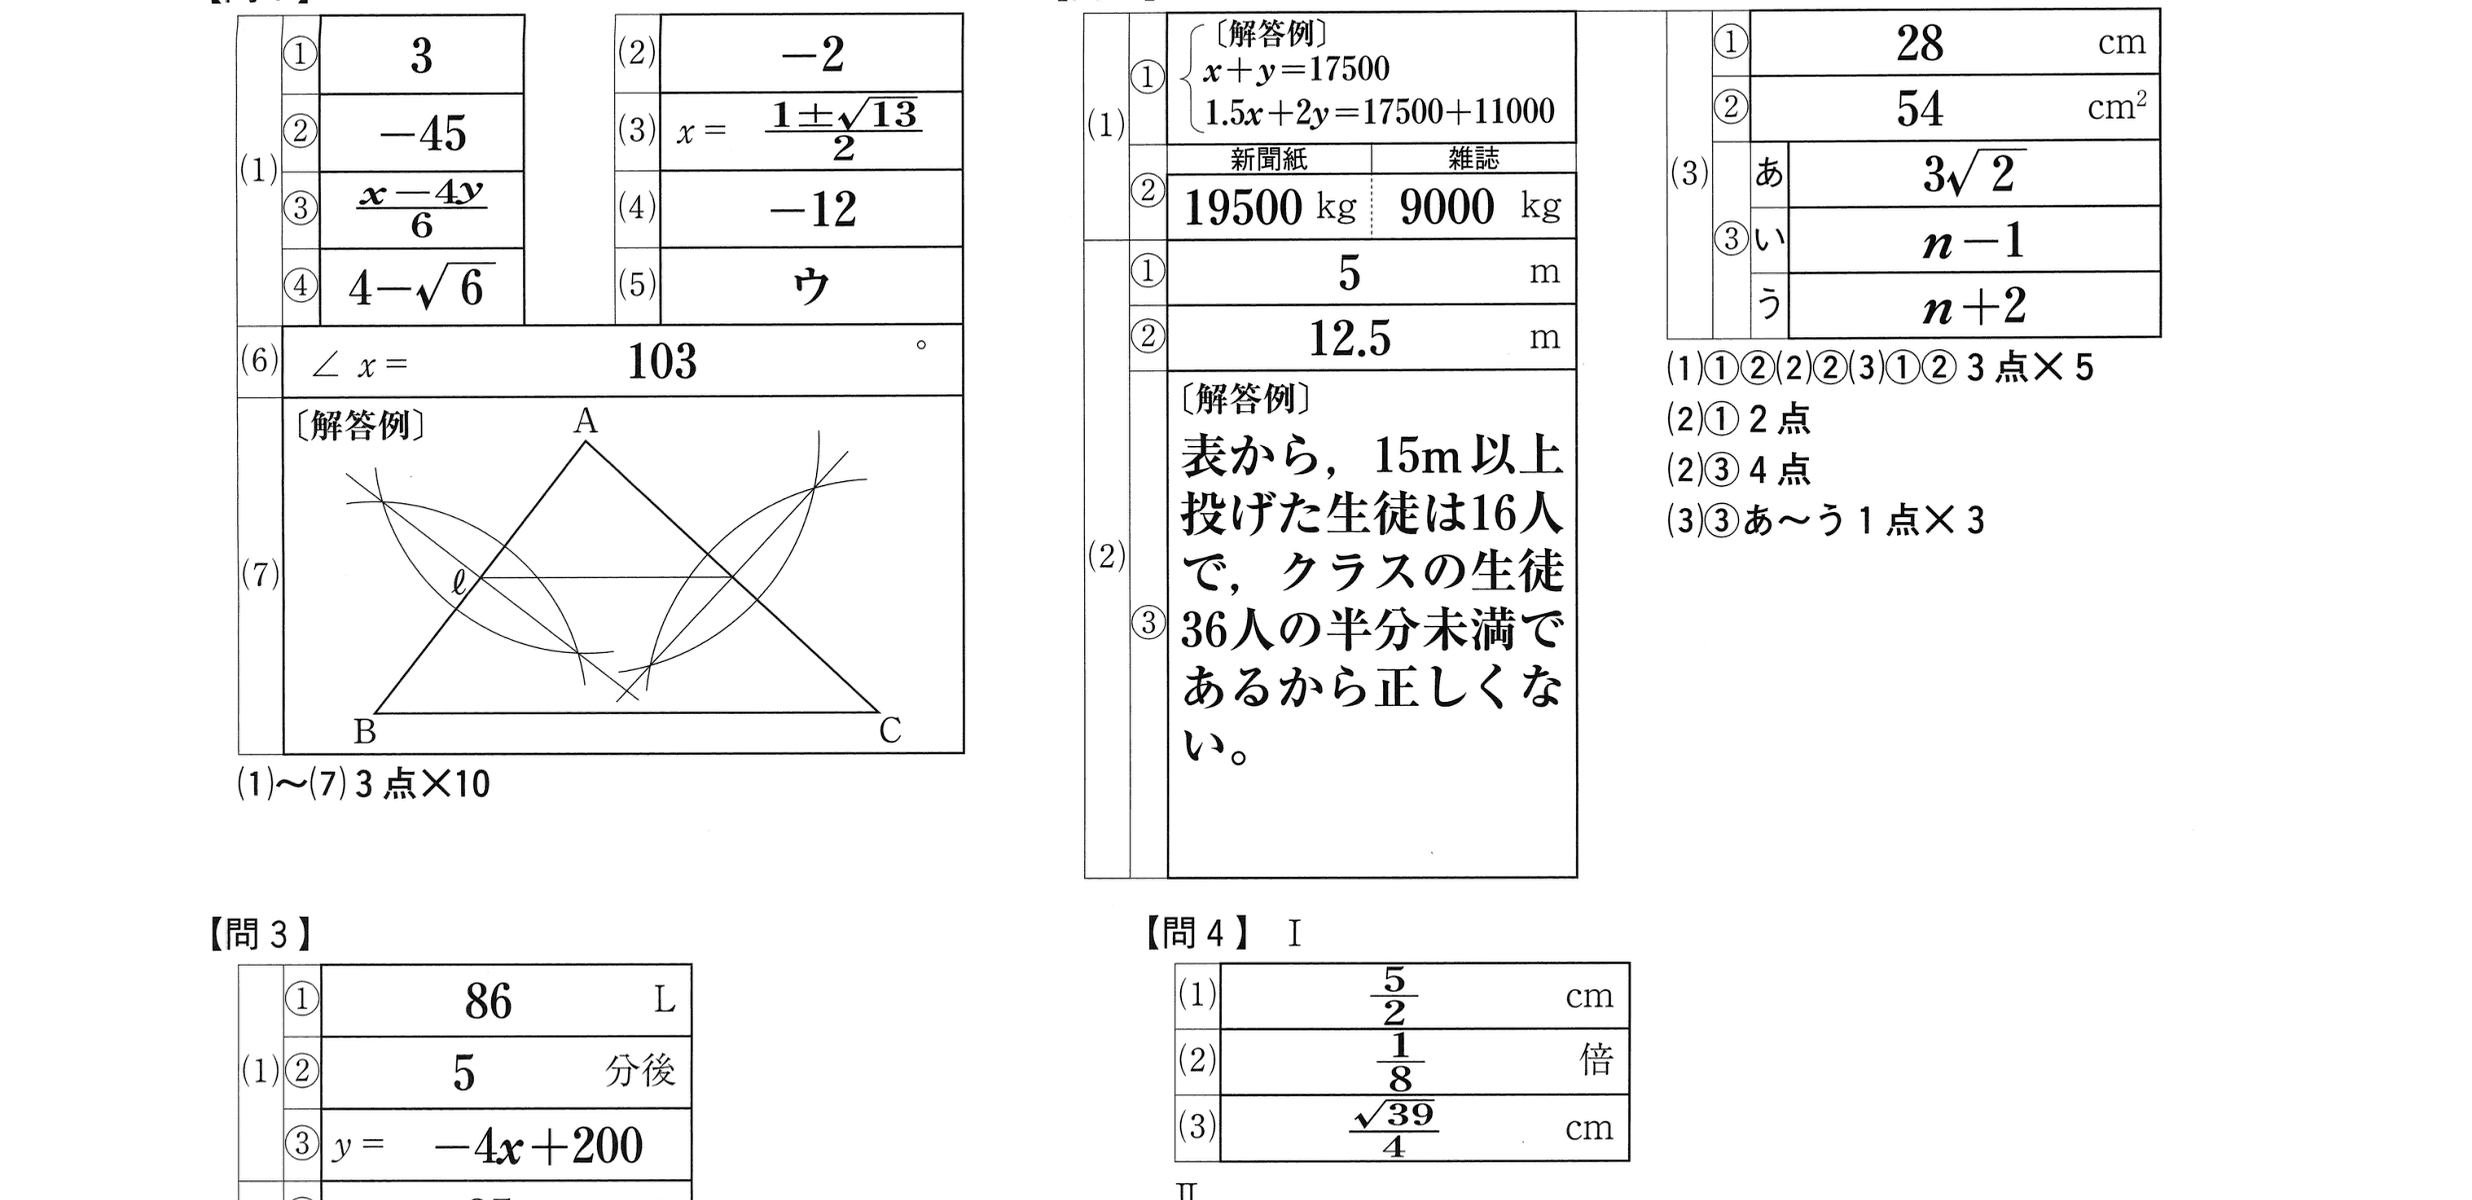 (1)
① 3
② −45
③ x−4y/6
④ 4−√6
(2) −2
(3) x= 1±√13/2
(4) −12
(5) ウ
(6) ∠x= 103 °
(7) 〔解答例〕
A
ℓ
B C
(1)～(7) 3点×10
(1)
① 〔解答例〕
x+y=17500
1.5x+2y=17500+11000
② 新聞紙 雑誌
19500 kg 9000 kg
(2)
① 5 m
② 12.5 m
③ 〔解答例〕
表から，15m以上
投げた生徒は16人
で，クラスの生徒
36人の半分未満で
あるから正しくな
い。
(3)
① 28 cm
② 54 cm²
③ あ 3√2
い n−1
う n+2
(1)①②(2)②(3)①② 3点×5
(2)① 2点
(2)③ 4点
(3)③あ～う 1点×3
【問3】
(1)
① 86 L
② 5 分後
③ y= −4x+200
【問4】 Ⅰ
(1) 5/2 cm
(2) 1/8 倍
(3) √39/4 cm
Ⅱ